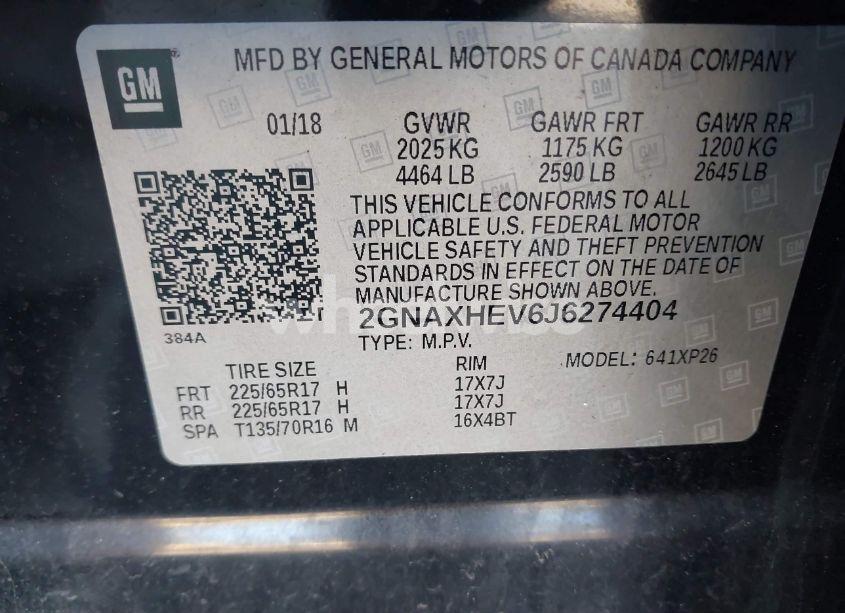 GM
MFD BY GENERAL MOTORS OF CANADA COMPANY
01/18 GVWR GAWR FRT GAWR RR
2025 KG 1175 KG 1200 KG
4464 LB 2590 LB 2645 LB
THIS VEHICLE CONFORMS TO ALL
APPLICABLE U.S. FEDERAL MOTOR
VEHICLE SAFETY AND THEFT PREVENTION
STANDARDS IN EFFECT ON THE DATE OF
MANUFACTURE SHOWN ABOVE.
2GNAXHEV6J6274404
384A
TYPE: M.P.V.
TIRE SIZE RIM MODEL: 641XP26
FRT 225/65R17 H 17X7J
RR 225/65R17 H 17X7J
SPA T135/70R16 M 16X4BT